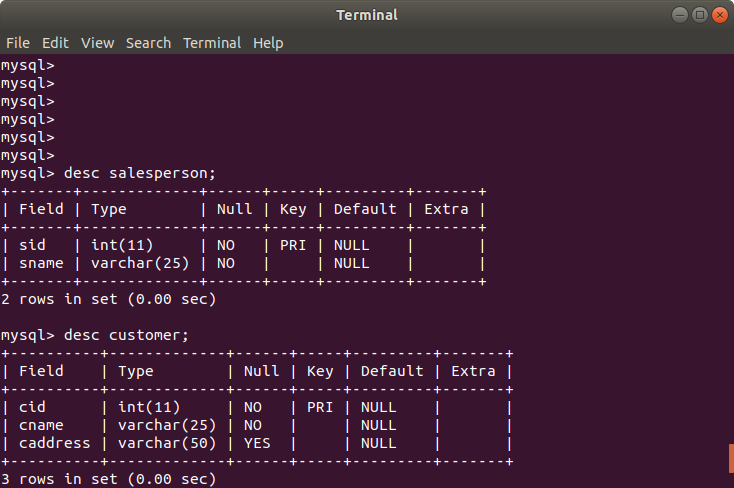 Terminal
File Edit View Search Terminal Help
mysql>
mysql>
mysql>
mysql>
mysql>
mysql>
mysql> desc salesperson;
+-------+-------------+------+-----+---------+-------+
| Field | Type        | Null | Key | Default | Extra |
+-------+-------------+------+-----+---------+-------+
| sid   | int(11)     | NO   | PRI | NULL    |       |
| sname | varchar(25) | NO   |     | NULL    |       |
+-------+-------------+------+-----+---------+-------+
2 rows in set (0.00 sec)

mysql> desc customer;
+----------+-------------+------+-----+---------+-------+
| Field    | Type        | Null | Key | Default | Extra |
+----------+-------------+------+-----+---------+-------+
| cid      | int(11)     | NO   | PRI | NULL    |       |
| cname    | varchar(25) | NO   |     | NULL    |       |
| caddress | varchar(50) | YES  |     | NULL    |       |
+----------+-------------+------+-----+---------+-------+
3 rows in set (0.00 sec)